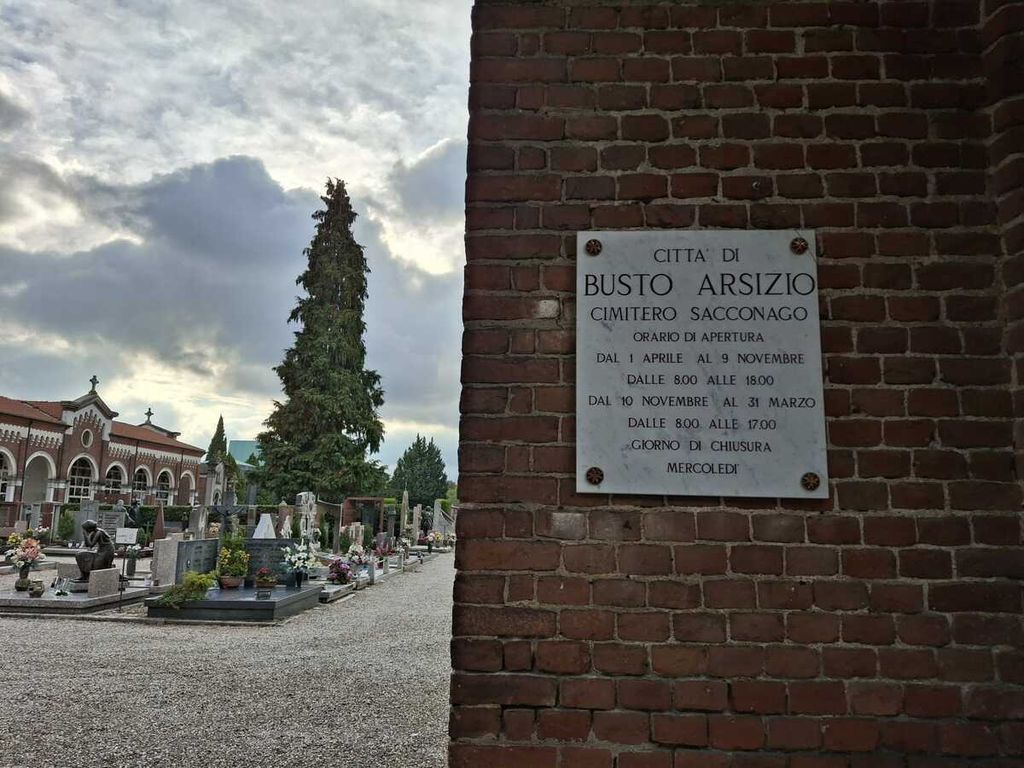 CITTA' DI
BUSTO ARSIZIO
CIMITERO SACCONAGO
ORARIO DI APERTURA
DAL 1 APRILE AL 9 NOVEMBRE
DALLE 8.00 ALLE 18.00
DAL 10 NOVEMBRE AL 31 MARZO
DALLE 8.00 ALLE 17.00
GIORNO DI CHIUSURA
MERCOLEDI'